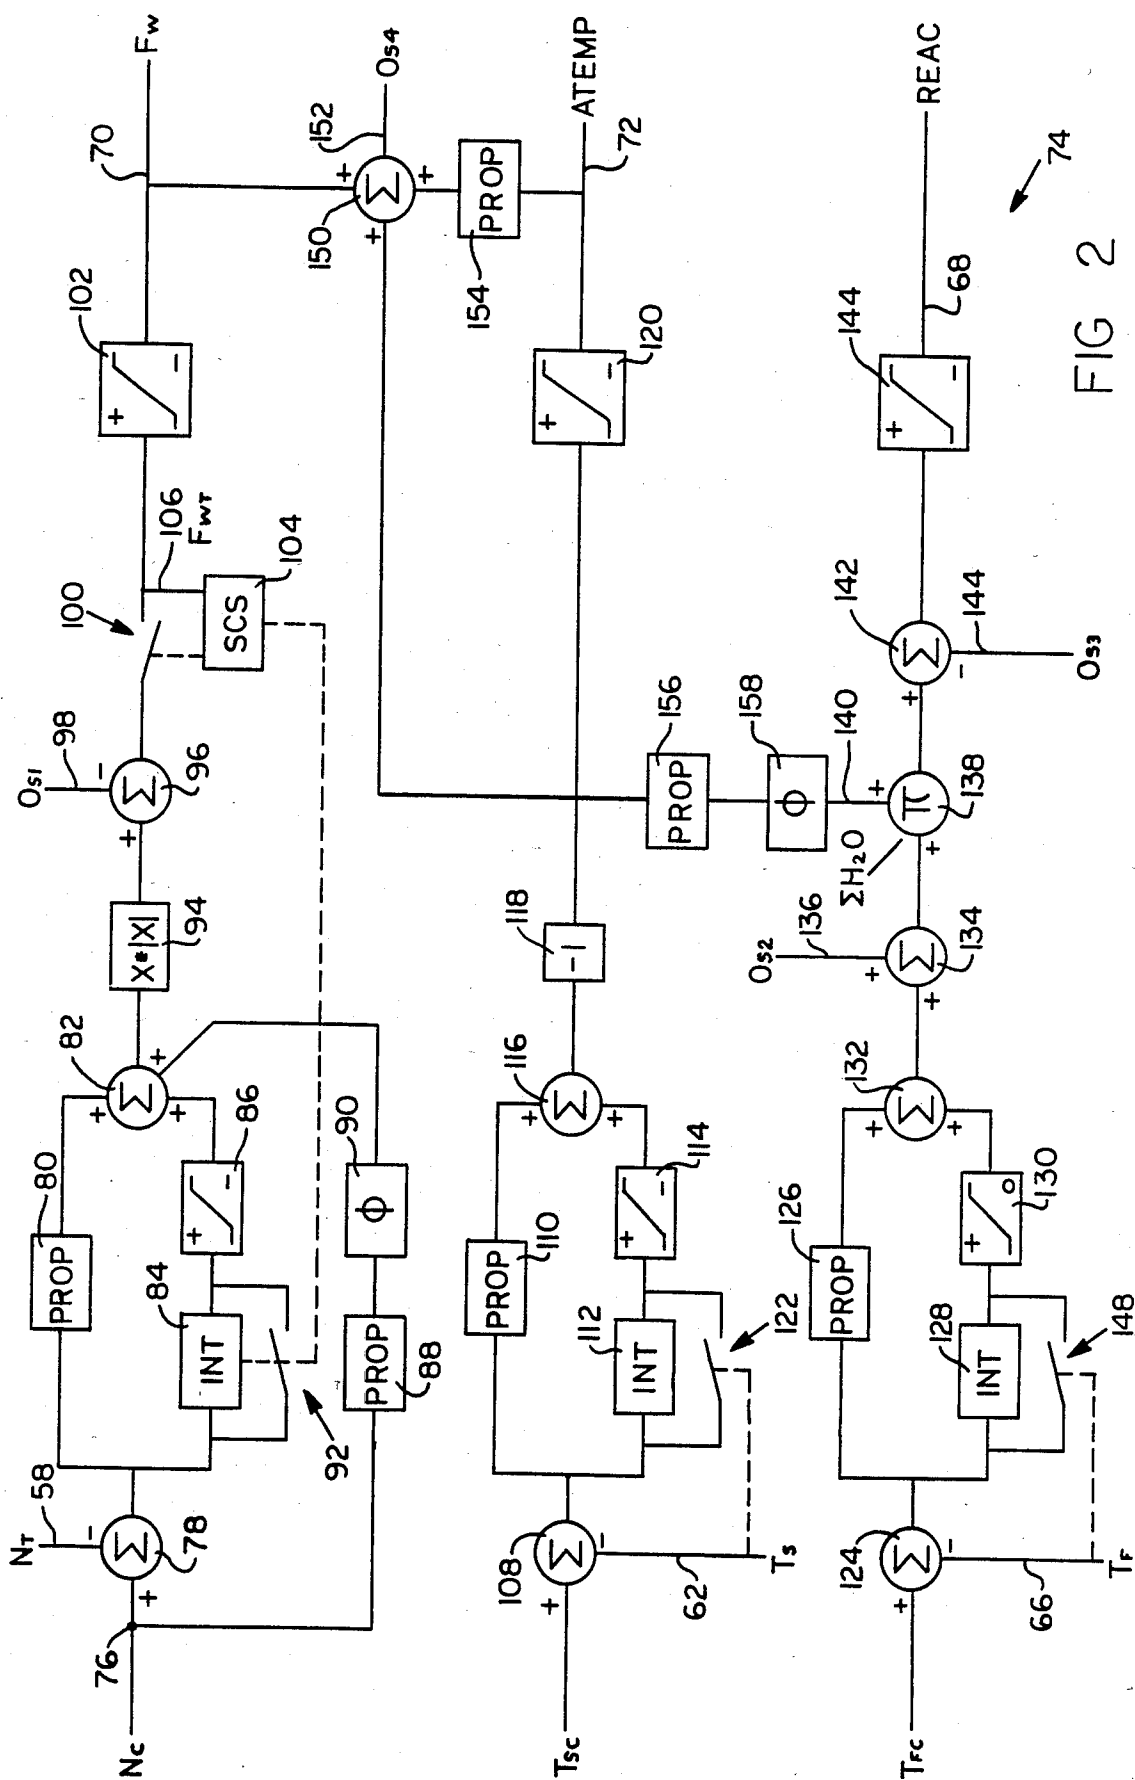 Nc
76
+
78
Σ
-
NT
58
PROP
80
INT
84
92
+
-
86
PROP
88
Φ
90
+
+
+
Σ
82
X*|X|
94
+
Σ
96
-
Os1
98
100
SCS
104
106
FWT
+
-
102
70
Fw
+
+
+
Σ
150
152
Os4
PROP
154
TSC
+
108
Σ
-
62
Ts
PROP
110
INT
112
122
+
-
114
+
+
Σ
116
-1
118
+
-
120
72
ATEMP
PROP
156
Φ
158
140
TFC
+
124
Σ
-
66
TF
PROP
126
INT
128
148
+
O
130
+
+
Σ
132
+
+
Σ
134
Os2
136
ΣH2O
+
+
π
138
+
-
Σ
142
144
Os3
+
-
144
68
REAC
74
FIG 2